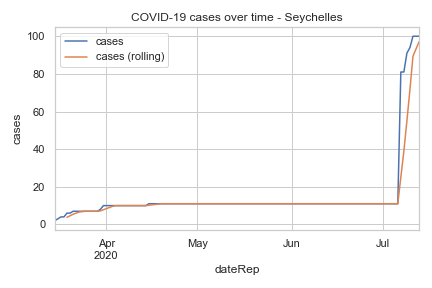 COVID-19 cases over time - Seychelles
cases
cases (rolling)
100
80
60
40
20
0
cases
Apr
2020
May
Jun
Jul
dateRep